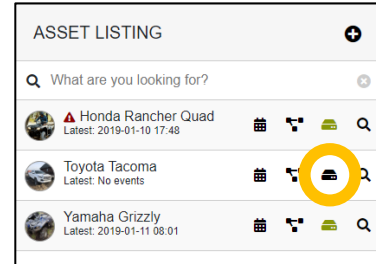 ASSET LISTING
What are you looking for?
Honda Rancher Quad
Latest: 2019-01-10 17:48
Toyota Tacoma
Latest: No events
Yamaha Grizzly
Latest: 2019-01-11 08:01